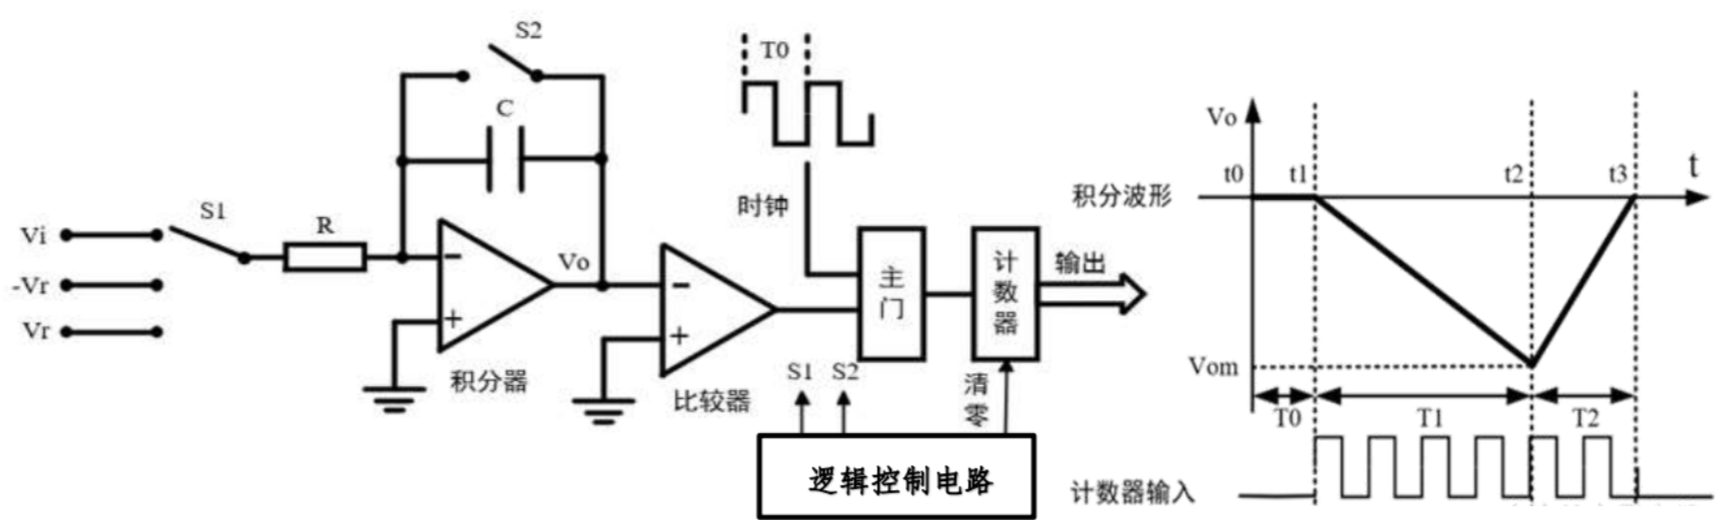 S2
C
S1
R
Vi
-Vr
Vr
Vo
积分器
比较器
T0
时钟
主门
计数器
输出
清零
S1 S2
逻辑控制电路
Vo
t0 t1 t2 t3 t
积分波形
Vom
T0 T1 T2
计数器输入